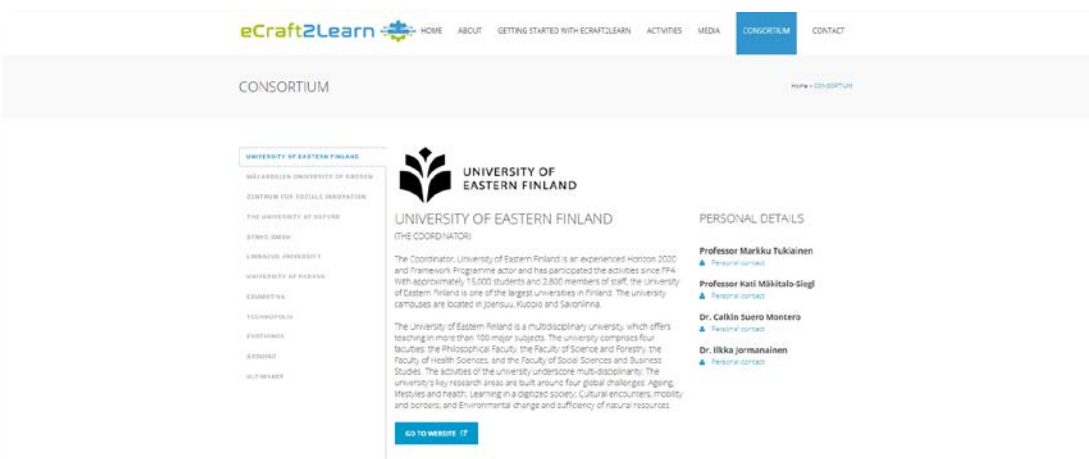 eCraft2Learn
HOME ABOUT GETTING STARTED WITH ECRAFT2LEARN ACTIVITIES MEDIA CONSORTIUM CONTACT
CONSORTIUM
Home » CONSORTIUM
UNIVERSITY OF EASTERN FINLAND
MÄLARDALEN UNIVERSITY OF SWEDEN
ZENTRUM FÜR SOZIALE INNOVATION
THE UNIVERSITY OF OXFORD
SYNYO GMBH
LINNAEUS UNIVERSITY
UNIVERSITY OF PADOVA
EDUMOTIVA
TECHNOPOLIS
EVOTHINGS
ARDUINO
ULTIMAKER
UNIVERSITY OF
EASTERN FINLAND
UNIVERSITY OF EASTERN FINLAND
(THE COORDINATOR)
The Coordinator, University of Eastern Finland is an experienced Horizon 2020
and Framework Programme actor and has participated the activities since FP4.
With approximately 15,000 students and 2,800 members of staff, the University
of Eastern Finland is one of the largest universities in Finland. The university
campuses are located in Joensuu, Kuopio and Savonlinna.
The University of Eastern Finland is a multidisciplinary university, which offers
teaching in more than 100 major subjects. The university comprises four
faculties: the Philosophical Faculty, the Faculty of Science and Forestry, the
Faculty of Health Sciences, and the Faculty of Social Sciences and Business
Studies. The activities of the university underscore multi-disciplinarity. The
university's key research areas are built around four global challenges: Ageing,
lifestyles and health; Learning in a digitized society; Cultural encounters, mobility
and borders; and Environmental change and sufficiency of natural resources.
GO TO WEBSITE
PERSONAL DETAILS
Professor Markku Tukiainen
Personal contact
Professor Kati Mäkitalo-Siegl
Personal contact
Dr. Calkin Suero Montero
Personal contact
Dr. Ilkka Jormanainen
Personal contact